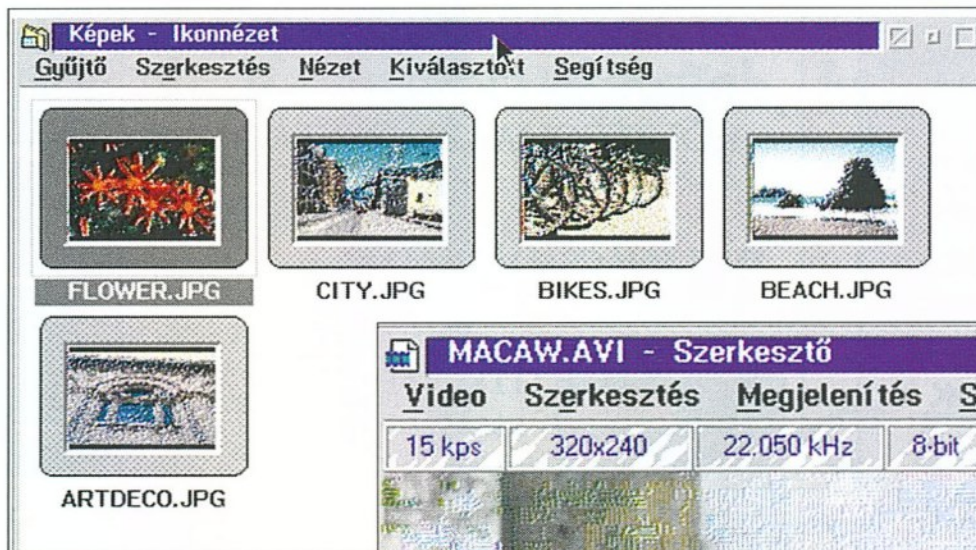 Képek - Ikonnézet
Gyűjtő Szerkesztés Nézet Kiválasztott Segítség
FLOWER.JPG CITY.JPG BIKES.JPG BEACH.JPG
ARTDECO.JPG
MACAW.AVI - Szerkesztő
Video Szerkesztés Megjelenítés S
15 kps 320x240 22.050 kHz 8-bit